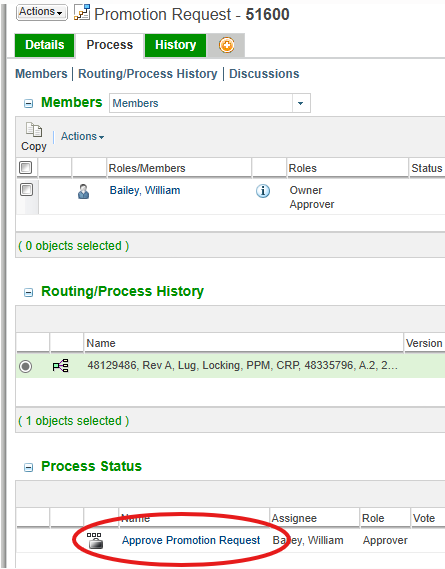 Actions Promotion Request - 51600
Details Process History
Members Routing/Process History Discussions
Members Members
Copy Actions
Roles/Members Roles Status
Bailey, William Owner
Approver
( 0 objects selected )
Routing/Process History
Name Version
48129486, Rev A, Lug, Locking, PPM, CRP, 48335796, A.2, 2...
( 1 objects selected )
Process Status
Name Assignee Role Vote
Approve Promotion Request Bailey, William Approver